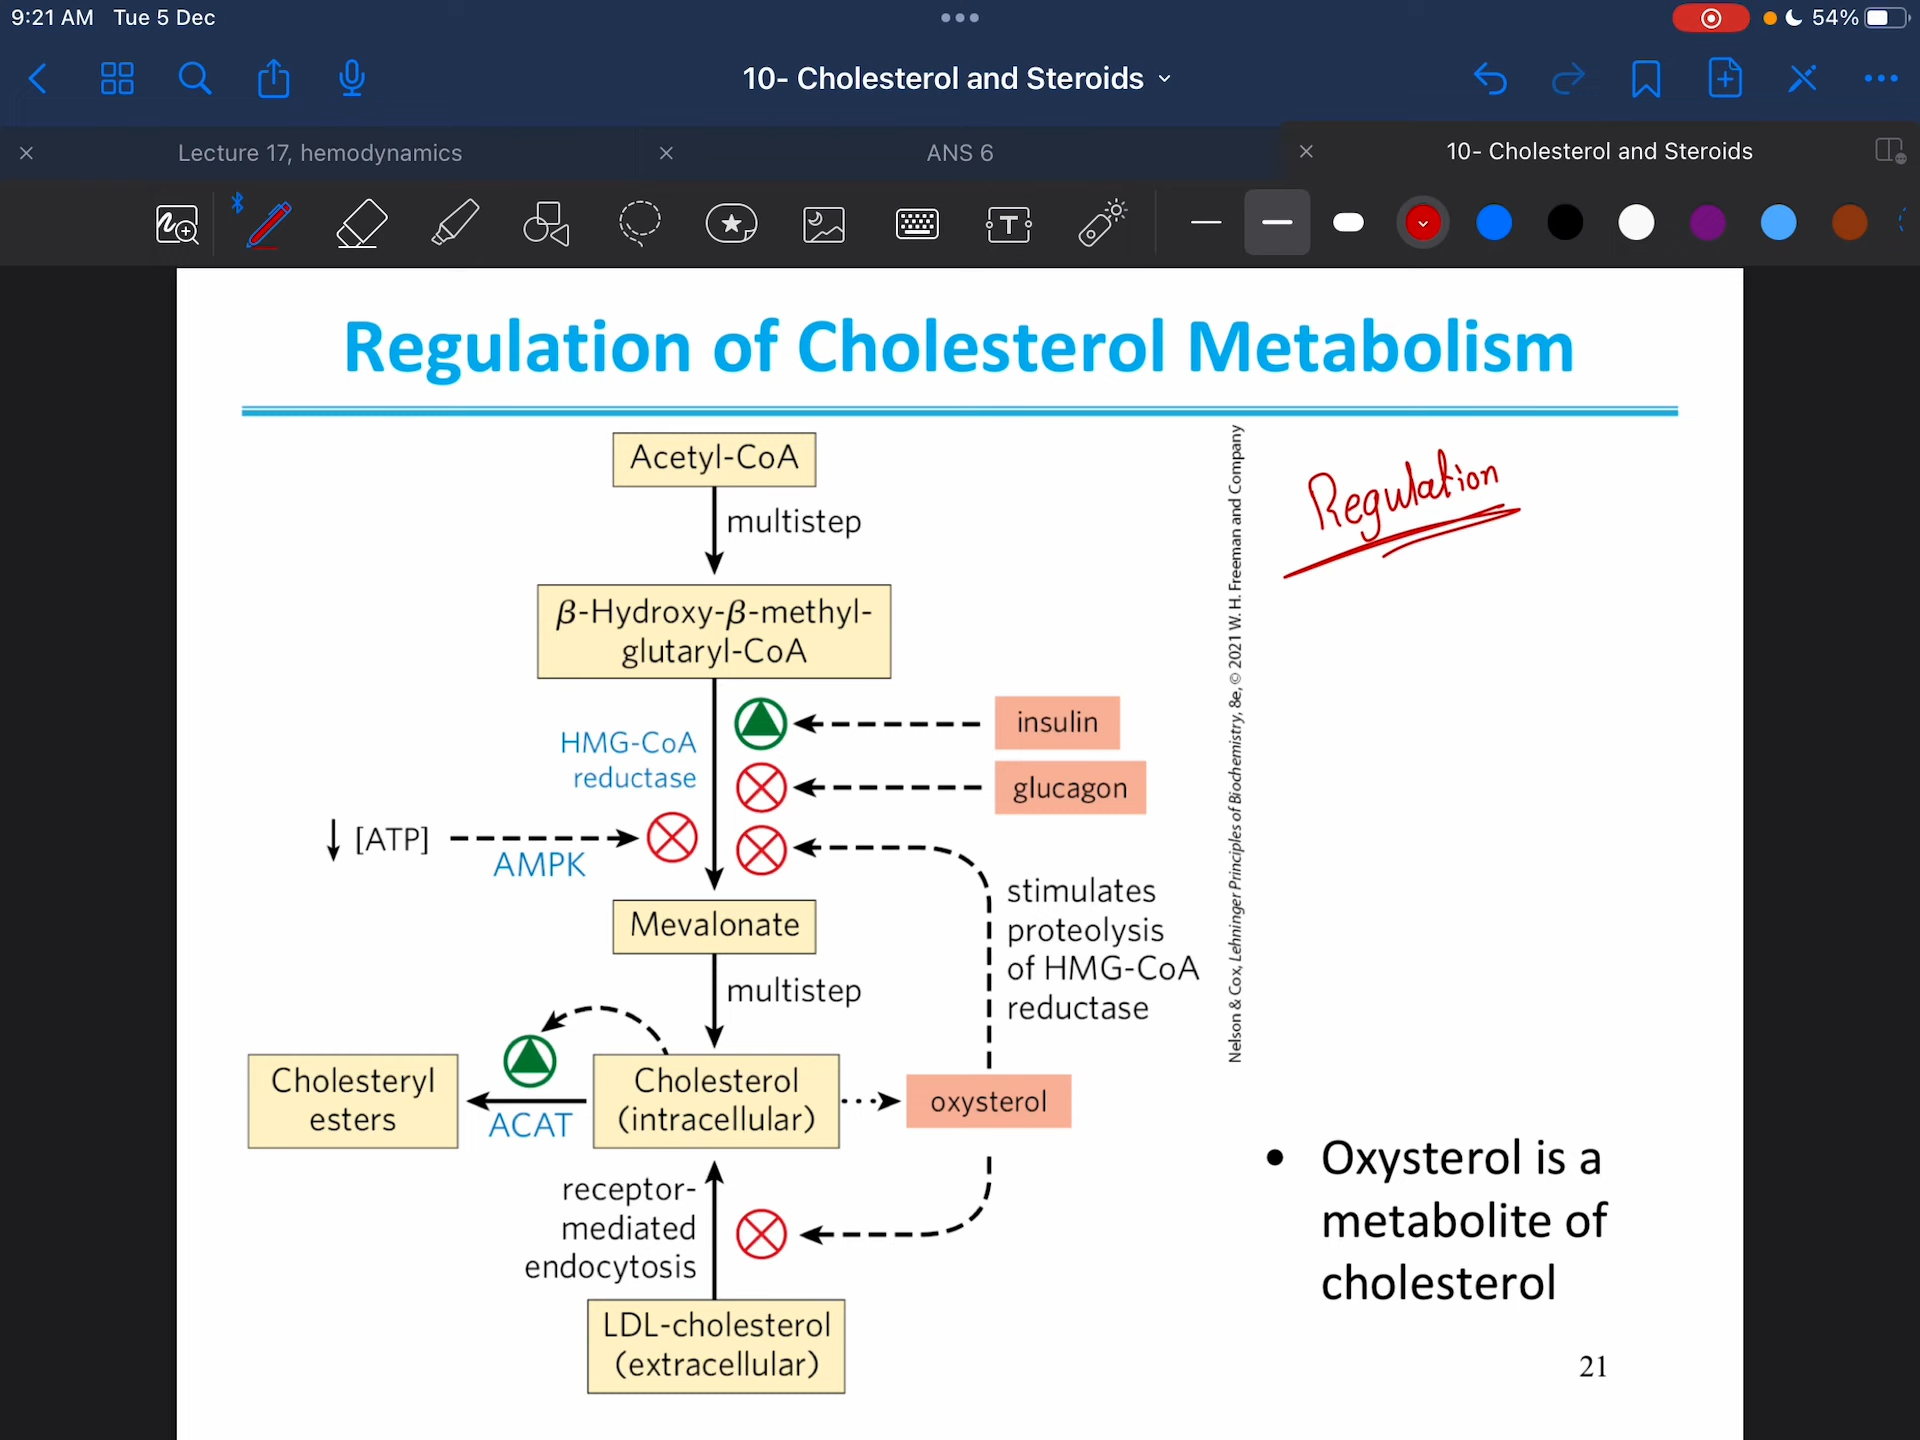 9:21 AM Tue 5 Dec
54%
10- Cholesterol and Steroids
Lecture 17, hemodynamics
ANS 6
10- Cholesterol and Steroids
T
Regulation of Cholesterol Metabolism
Acetyl-CoA
multistep
β-Hydroxy-β-methyl-
glutaryl-CoA
HMG-CoA
reductase
insulin
glucagon
↓ [ATP]
AMPK
stimulates
proteolysis
of HMG-CoA
reductase
Mevalonate
multistep
Cholesteryl
esters
ACAT
Cholesterol
(intracellular)
oxysterol
receptor-
mediated
endocytosis
LDL-cholesterol
(extracellular)
Nelson & Cox, Lehninger Principles of Biochemistry, 8e, © 2021 W. H. Freeman and Company
Regulation
• Oxysterol is a
metabolite of
cholesterol
21